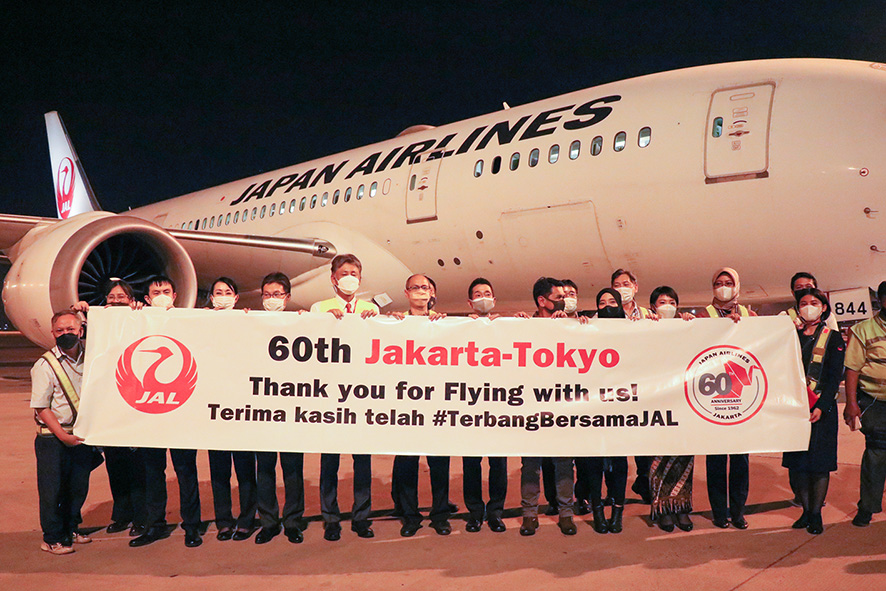 JAPAN AIRLINES
JAL
844
60th Jakarta-Tokyo
Thank you for Flying with us!
Terima kasih telah #TerbangBersamaJAL
JAL
JAPAN AIRLINES
60
ANNIVERSARY
Since 1962
JAKARTA